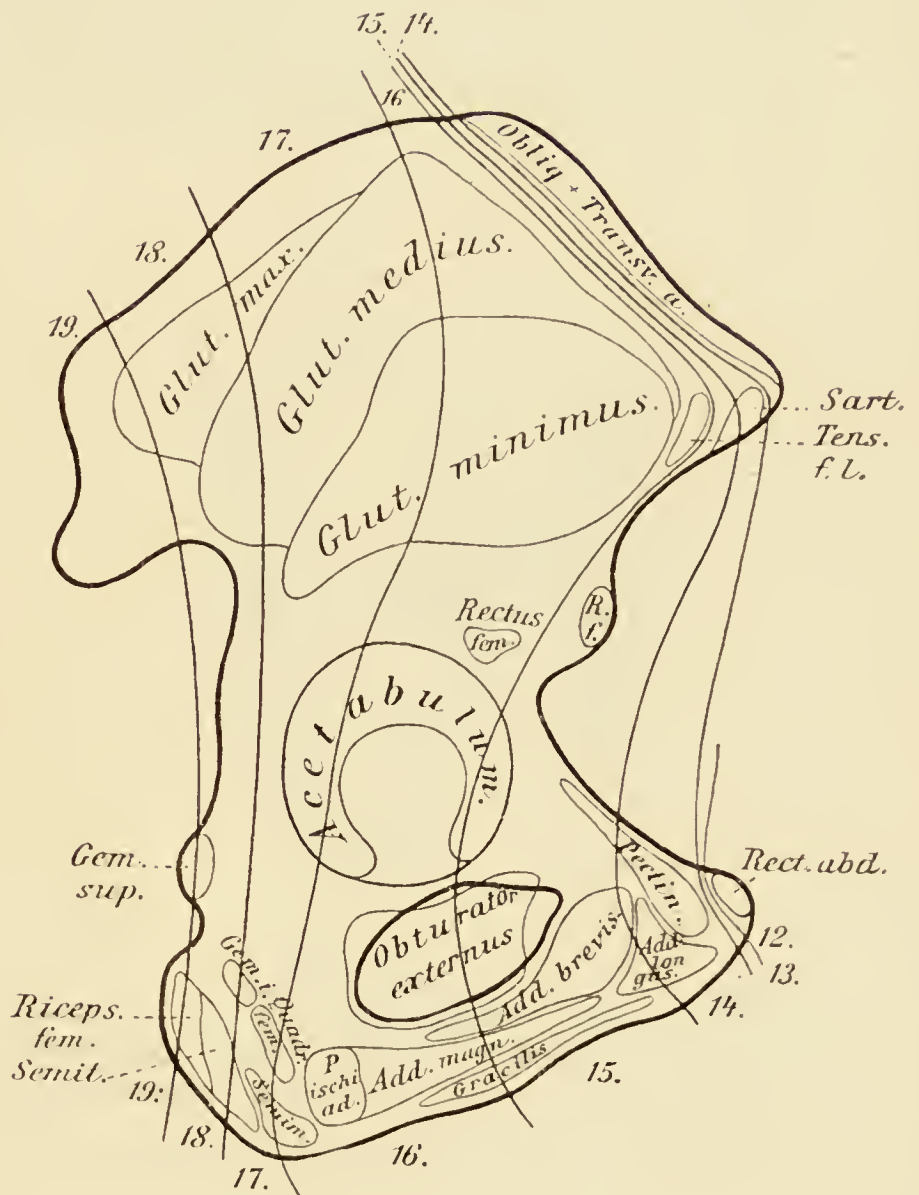 15. 14.
16
17.
Obliq + Transv. a.
18.
Glut. max.
Glut. medius.
19.
Glut. minimus.
Sart.
Tens.
f. l.
Rectus
fem.
R.
f.
Acetabulum.
Gem.
sup.
Pectin.
Rect. abd.
Obturator
externus
Add. brevis.
Add.
lon
gus.
12.
13.
14.
Gem. i.
Quadr.
fem.
Riceps.
fem.
Semit.
P
ischi
ad.
Add. magn.
Gracilis
15.
Semim.
19:
18.
17.
16.